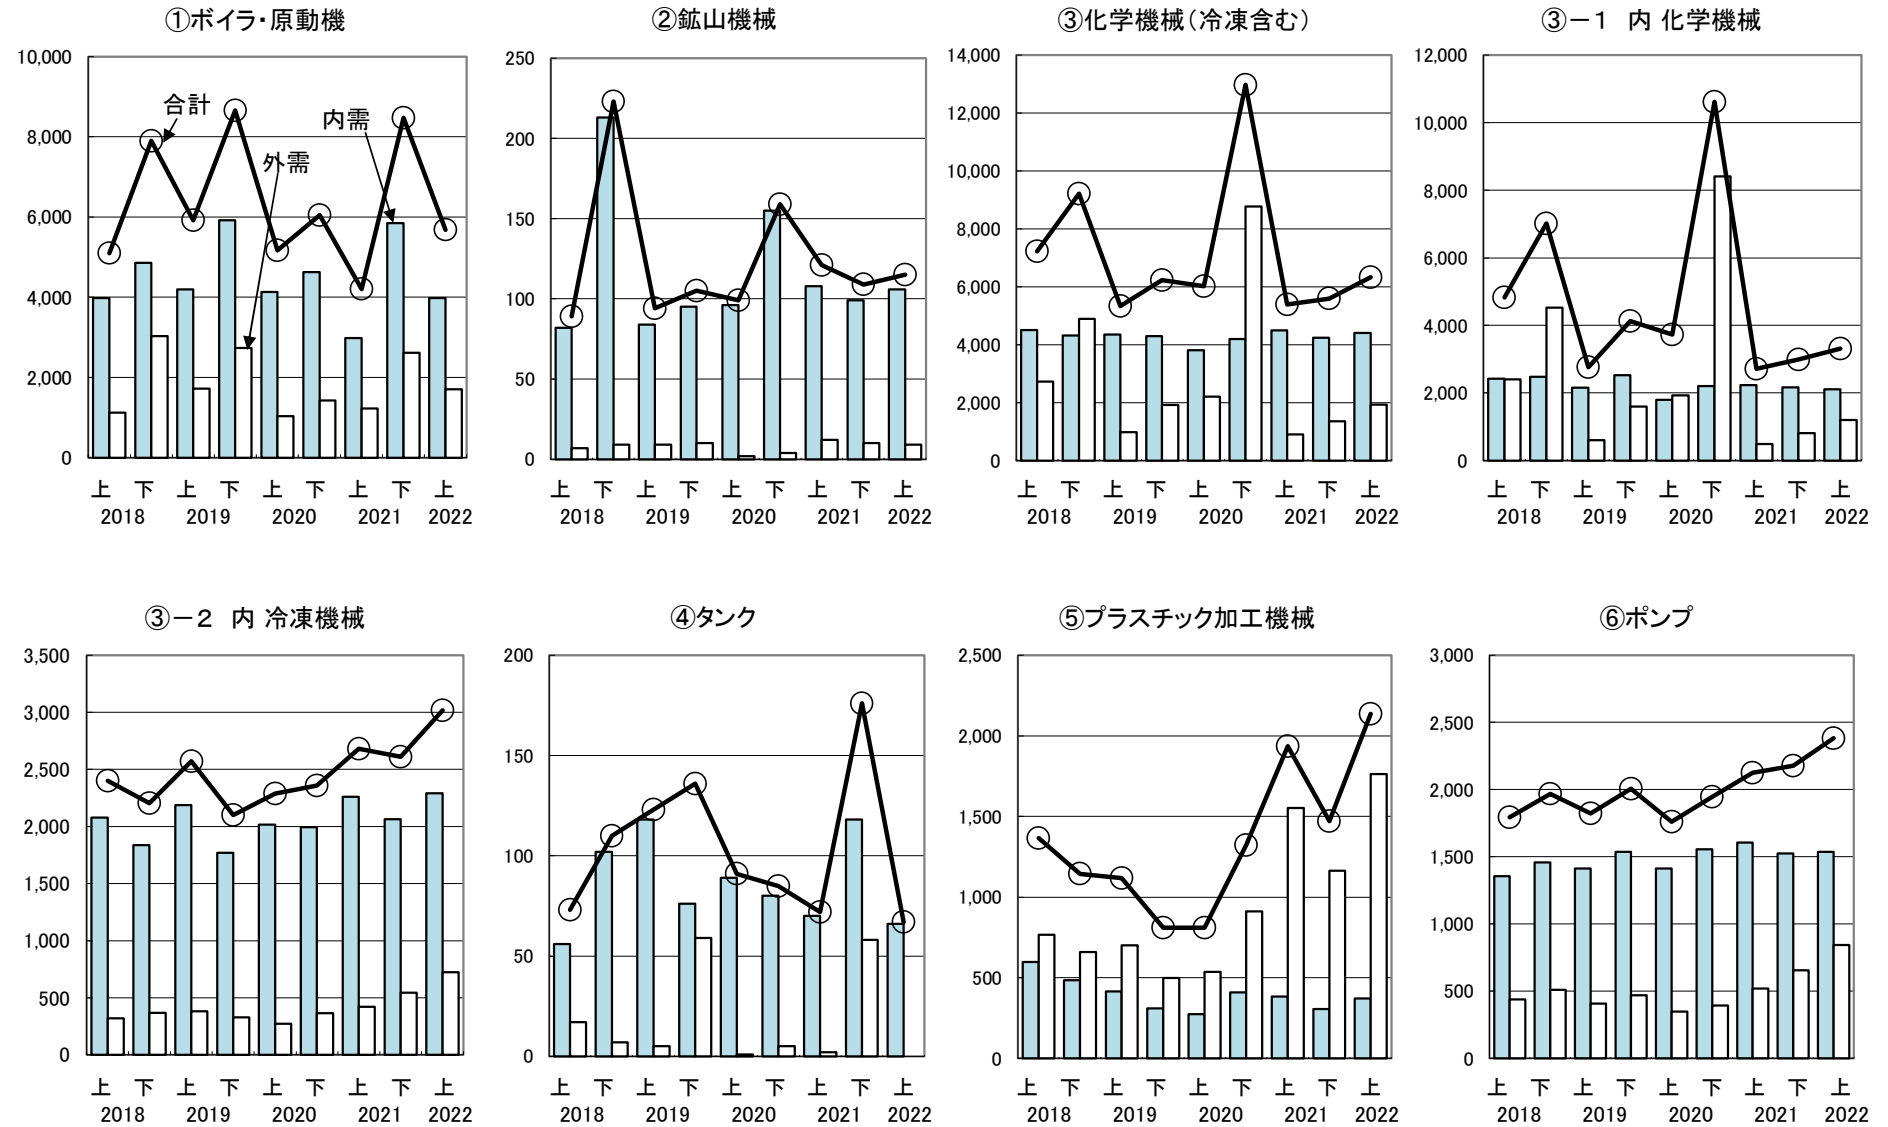 ①ボイラ・原動機
10,000
8,000
6,000
4,000
2,000
0
合計
内需
外需
上 下 上 下 上 下 上 下 上
2018 2019 2020 2021 2022
②鉱山機械
250
200
150
100
50
0
上 下 上 下 上 下 上 下 上
2018 2019 2020 2021 2022
③化学機械（冷凍含む）
14,000
12,000
10,000
8,000
6,000
4,000
2,000
0
上 下 上 下 上 下 上 下 上
2018 2019 2020 2021 2022
③－１　内 化学機械
12,000
10,000
8,000
6,000
4,000
2,000
0
上 下 上 下 上 下 上 下 上
2018 2019 2020 2021 2022
③－２　内 冷凍機械
3,500
3,000
2,500
2,000
1,500
1,000
500
0
上 下 上 下 上 下 上 下 上
2018 2019 2020 2021 2022
④タンク
200
150
100
50
0
上 下 上 下 上 下 上 下 上
2018 2019 2020 2021 2022
⑤プラスチック加工機械
2,500
2,000
1,500
1,000
500
0
上 下 上 下 上 下 上 下 上
2018 2019 2020 2021 2022
⑥ポンプ
3,000
2,500
2,000
1,500
1,000
500
0
上 下 上 下 上 下 上 下 上
2018 2019 2020 2021 2022